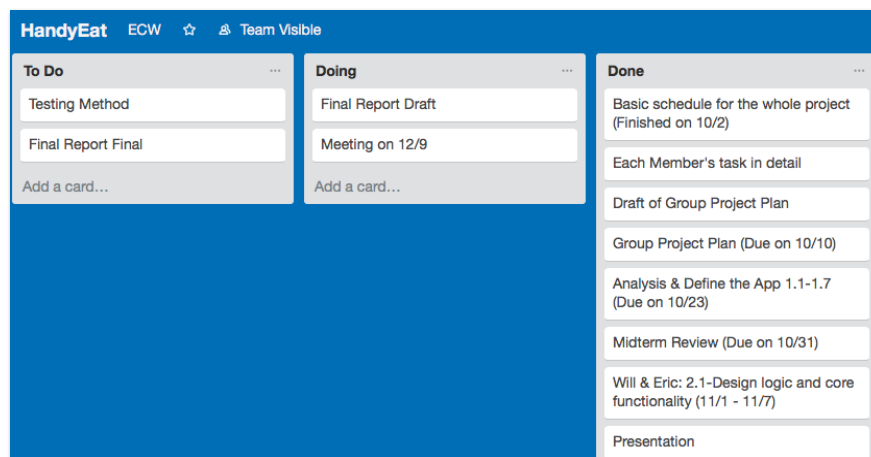 HandyEat ECW Team Visible
To Do ...
Testing Method
Final Report Final
Add a card...
Doing ...
Final Report Draft
Meeting on 12/9
Add a card...
Done ...
Basic schedule for the whole project
(Finished on 10/2)
Each Member's task in detail
Draft of Group Project Plan
Group Project Plan (Due on 10/10)
Analysis & Define the App 1.1-1.7
(Due on 10/23)
Midterm Review (Due on 10/31)
Will & Eric: 2.1-Design logic and core
functionality (11/1 - 11/7)
Presentation